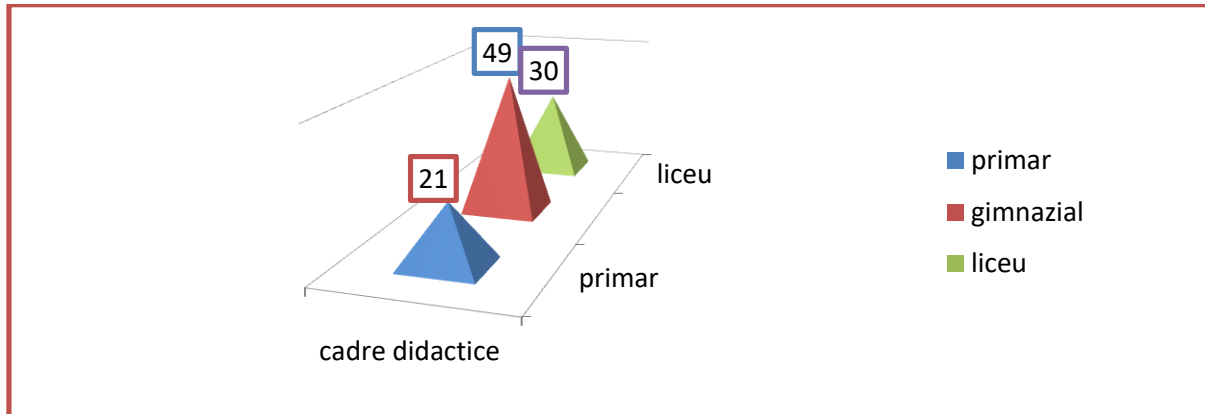 49
30
21
liceu
primar
cadre didactice
primar
gimnazial
liceu